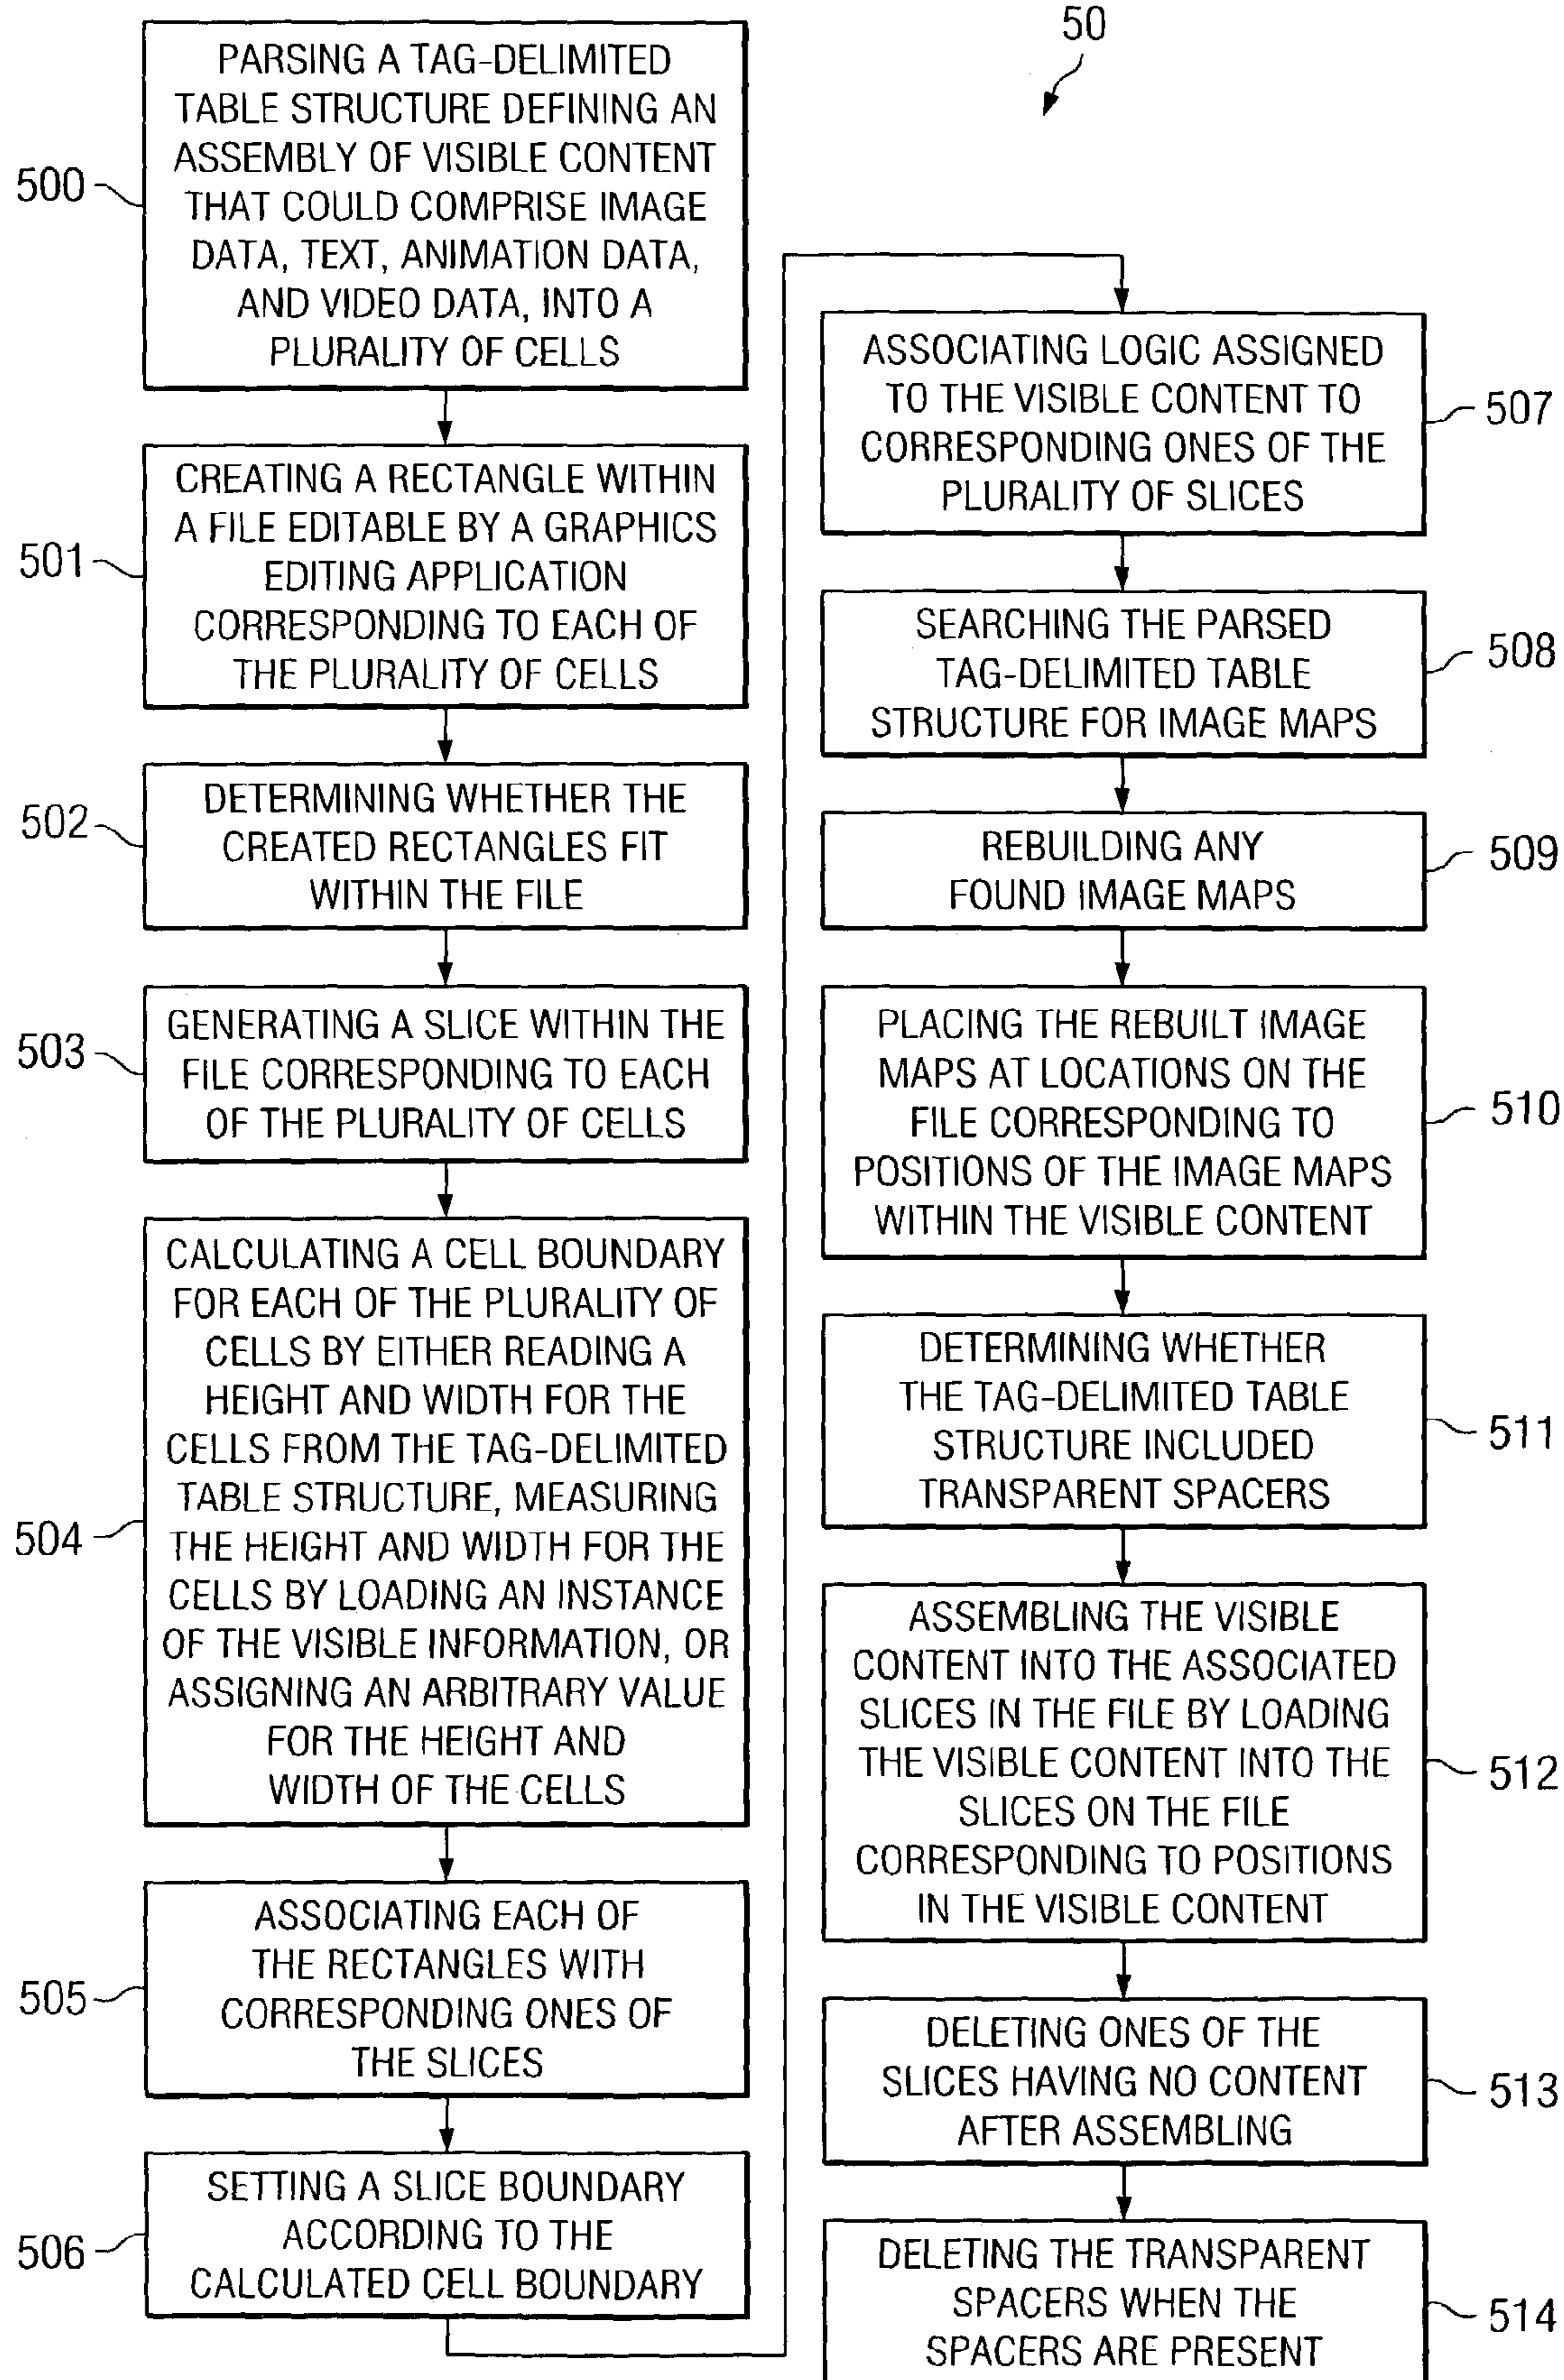 50
500
PARSING A TAG-DELIMITED
TABLE STRUCTURE DEFINING AN
ASSEMBLY OF VISIBLE CONTENT
THAT COULD COMPRISE IMAGE
DATA, TEXT, ANIMATION DATA,
AND VIDEO DATA, INTO A
PLURALITY OF CELLS
501
CREATING A RECTANGLE WITHIN
A FILE EDITABLE BY A GRAPHICS
EDITING APPLICATION
CORRESPONDING TO EACH OF
THE PLURALITY OF CELLS
502
DETERMINING WHETHER THE
CREATED RECTANGLES FIT
WITHIN THE FILE
503
GENERATING A SLICE WITHIN THE
FILE CORRESPONDING TO EACH
OF THE PLURALITY OF CELLS
504
CALCULATING A CELL BOUNDARY
FOR EACH OF THE PLURALITY OF
CELLS BY EITHER READING A
HEIGHT AND WIDTH FOR THE
CELLS FROM THE TAG-DELIMITED
TABLE STRUCTURE, MEASURING
THE HEIGHT AND WIDTH FOR THE
CELLS BY LOADING AN INSTANCE
OF THE VISIBLE INFORMATION, OR
ASSIGNING AN ARBITRARY VALUE
FOR THE HEIGHT AND
WIDTH OF THE CELLS
505
ASSOCIATING EACH OF
THE RECTANGLES WITH
CORRESPONDING ONES OF
THE SLICES
506
SETTING A SLICE BOUNDARY
ACCORDING TO THE
CALCULATED CELL BOUNDARY
ASSOCIATING LOGIC ASSIGNED
TO THE VISIBLE CONTENT TO
CORRESPONDING ONES OF THE
PLURALITY OF SLICES
507
SEARCHING THE PARSED
TAG-DELIMITED TABLE
STRUCTURE FOR IMAGE MAPS
508
REBUILDING ANY
FOUND IMAGE MAPS
509
PLACING THE REBUILT IMAGE
MAPS AT LOCATIONS ON THE
FILE CORRESPONDING TO
POSITIONS OF THE IMAGE MAPS
WITHIN THE VISIBLE CONTENT
510
DETERMINING WHETHER
THE TAG-DELIMITED TABLE
STRUCTURE INCLUDED
TRANSPARENT SPACERS
511
ASSEMBLING THE VISIBLE
CONTENT INTO THE ASSOCIATED
SLICES IN THE FILE BY LOADING
THE VISIBLE CONTENT INTO THE
SLICES ON THE FILE
CORRESPONDING TO POSITIONS
IN THE VISIBLE CONTENT
512
DELETING ONES OF THE
SLICES HAVING NO CONTENT
AFTER ASSEMBLING
513
DELETING THE TRANSPARENT
SPACERS WHEN THE
SPACERS ARE PRESENT
514